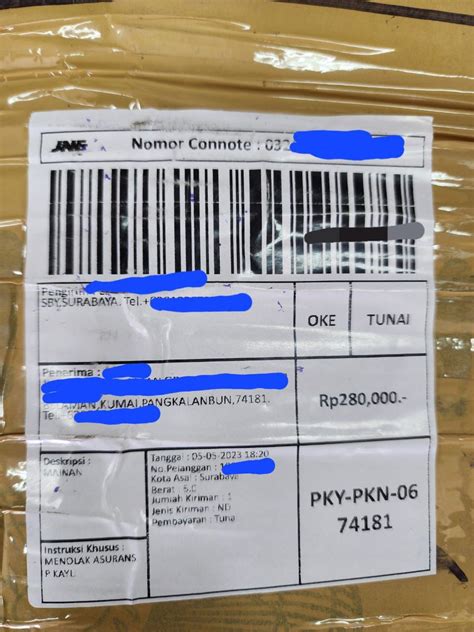 JNE
Nomor Connote : 032
Pengirim
SBY,SURABAYA. Tel.+
OKE
TUNAI
Penerima :
KUMAI,PANGKALANBUN,74181.
Te
Rp280,000.-
Deskripsi :
MAINAN
Tanggal : 05-05-2023 18:20
No.Pelanggan :
Kota Asal : Surabaya
Berat : 5.0
Jumlah Kiriman : 1
Jenis Kiriman : ND
Pembayaran : Tuna
PKY-PKN-06
74181
Instruksi Khusus :
MENOLAK ASURANS
P.KAYU